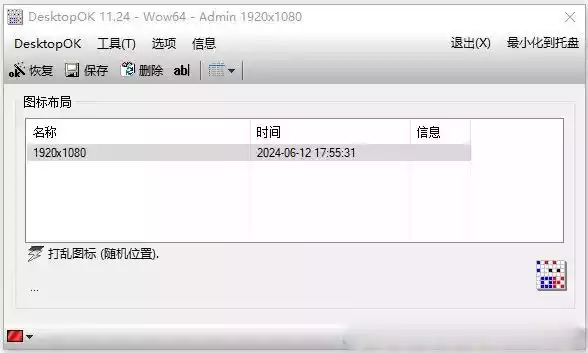 DesktopOK 11.24 - Wow64 - Admin 1920x1080
DesktopOK 工具(T) 选项 信息 退出(X) 最小化到托盘
恢复 保存 删除 ab|
图标布局
名称 时间 信息
1920x1080 2024-06-12 17:55:31
打乱图标 (随机位置).
...